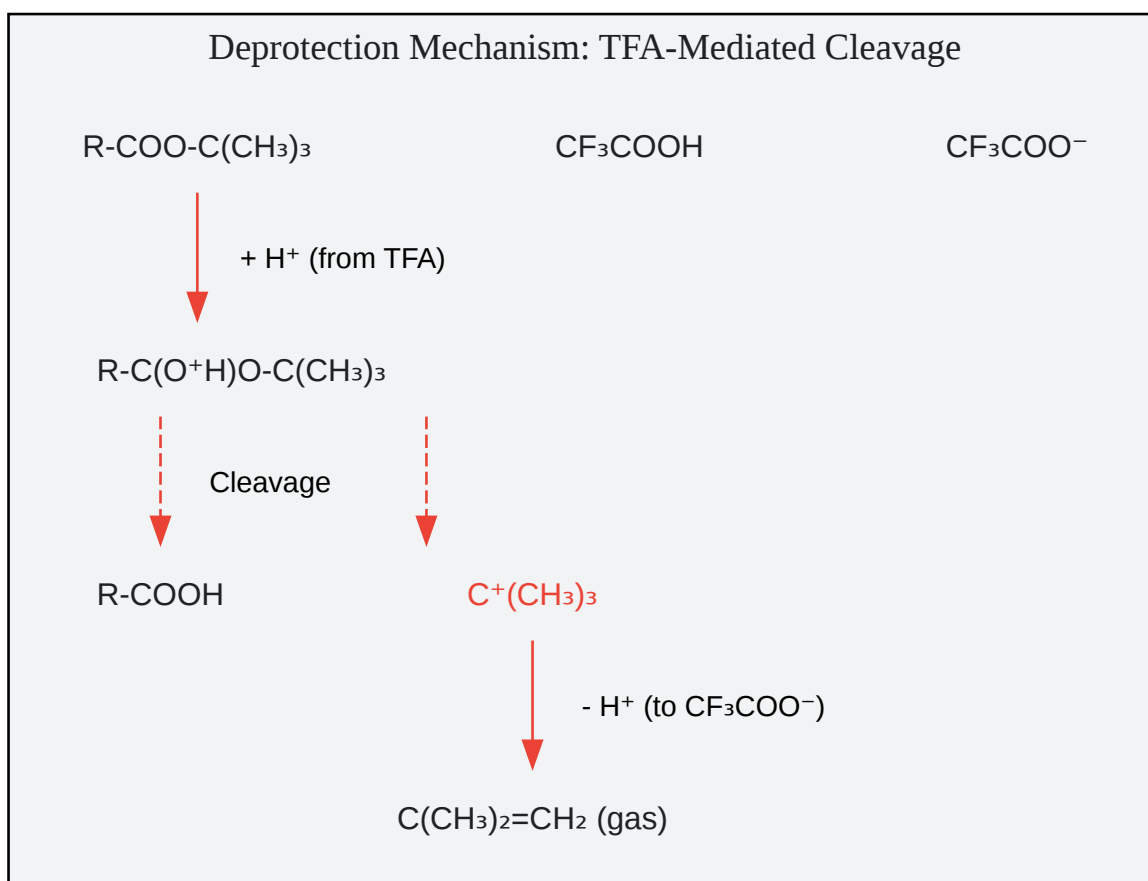 Deprotection Mechanism: TFA-Mediated Cleavage
R-COO-C(CH₃)₃ CF₃COOH CF₃COO⁻
+ H⁺ (from TFA)
R-C(O⁺H)O-C(CH₃)₃
Cleavage
R-COOH C⁺(CH₃)₃
- H⁺ (to CF₃COO⁻)
C(CH₃)₂=CH₂ (gas)